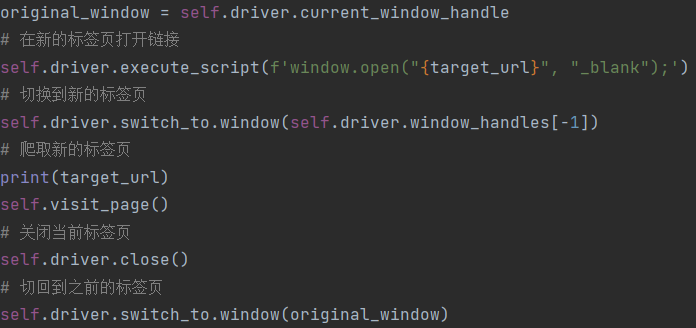 original_window = self.driver.current_window_handle
# 在新的标签页打开链接
self.driver.execute_script(f'window.open("{target_url}", "_blank");')
# 切换到新的标签页
self.driver.switch_to.window(self.driver.window_handles[-1])
# 爬取新的标签页
print(target_url)
self.visit_page()
# 关闭当前标签页
self.driver.close()
# 切回到之前的标签页
self.driver.switch_to.window(original_window)